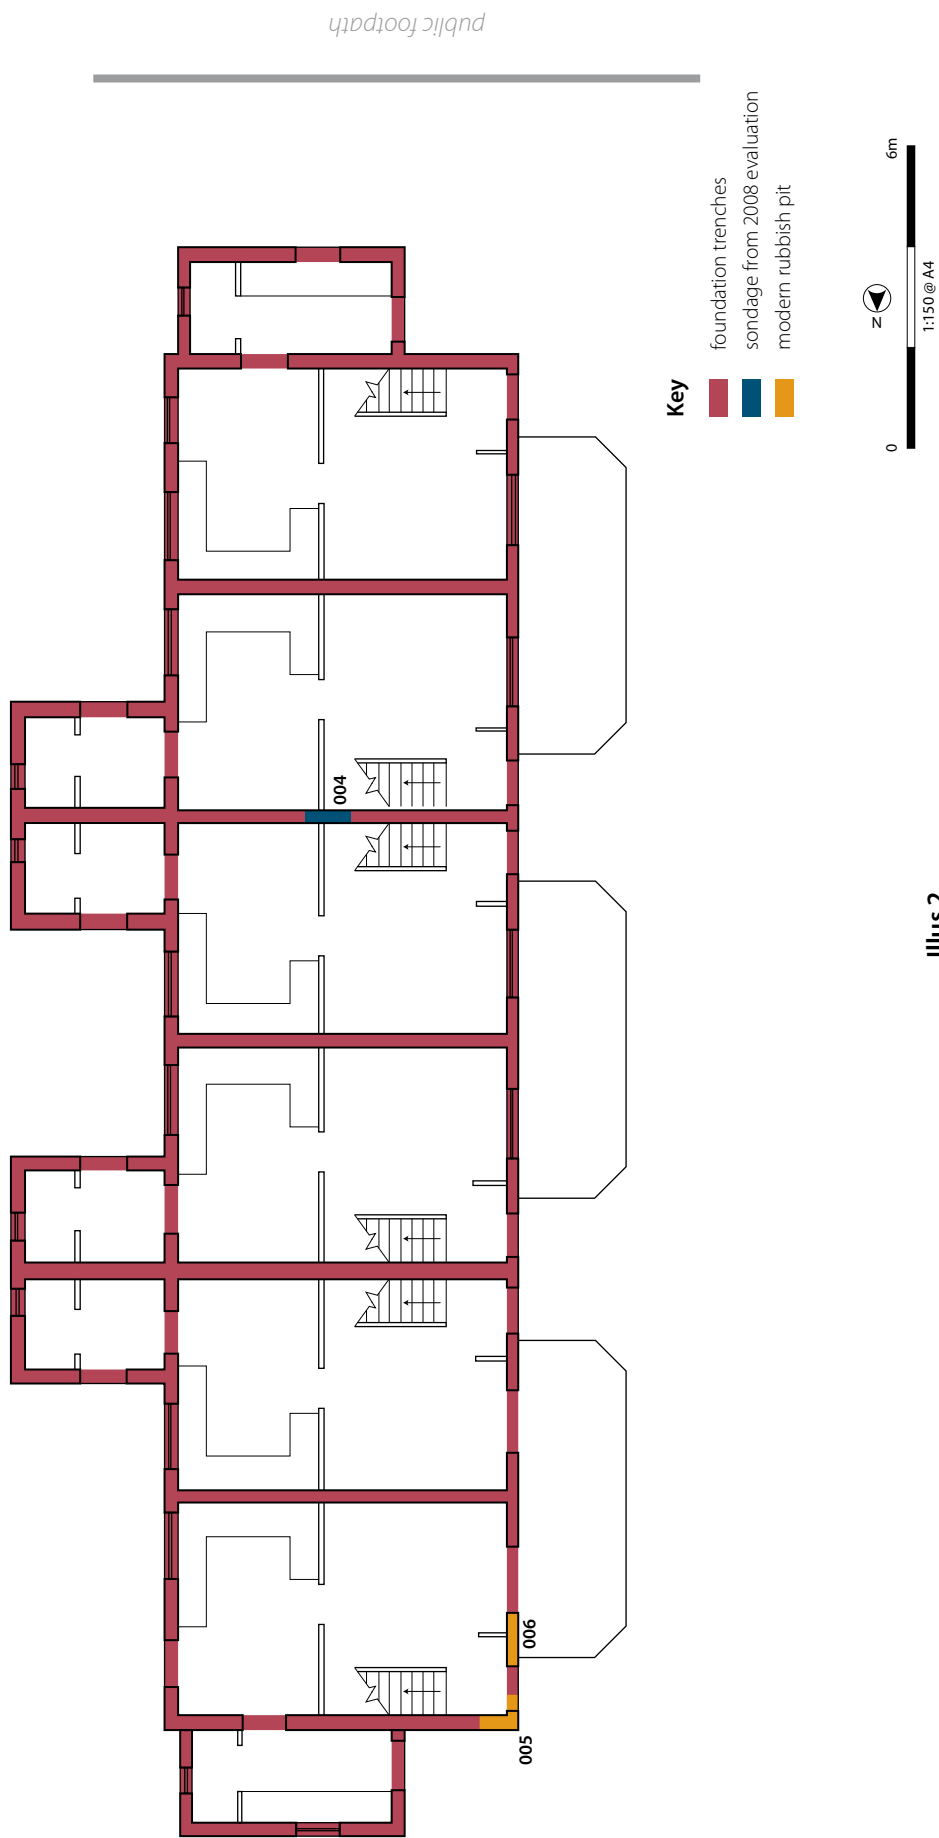 public footpath
Key
foundation trenches
sondage from 2008 evaluation
modern rubbish pit
N
0
6m
1:150 @ A4
004
005
006
Illus 2